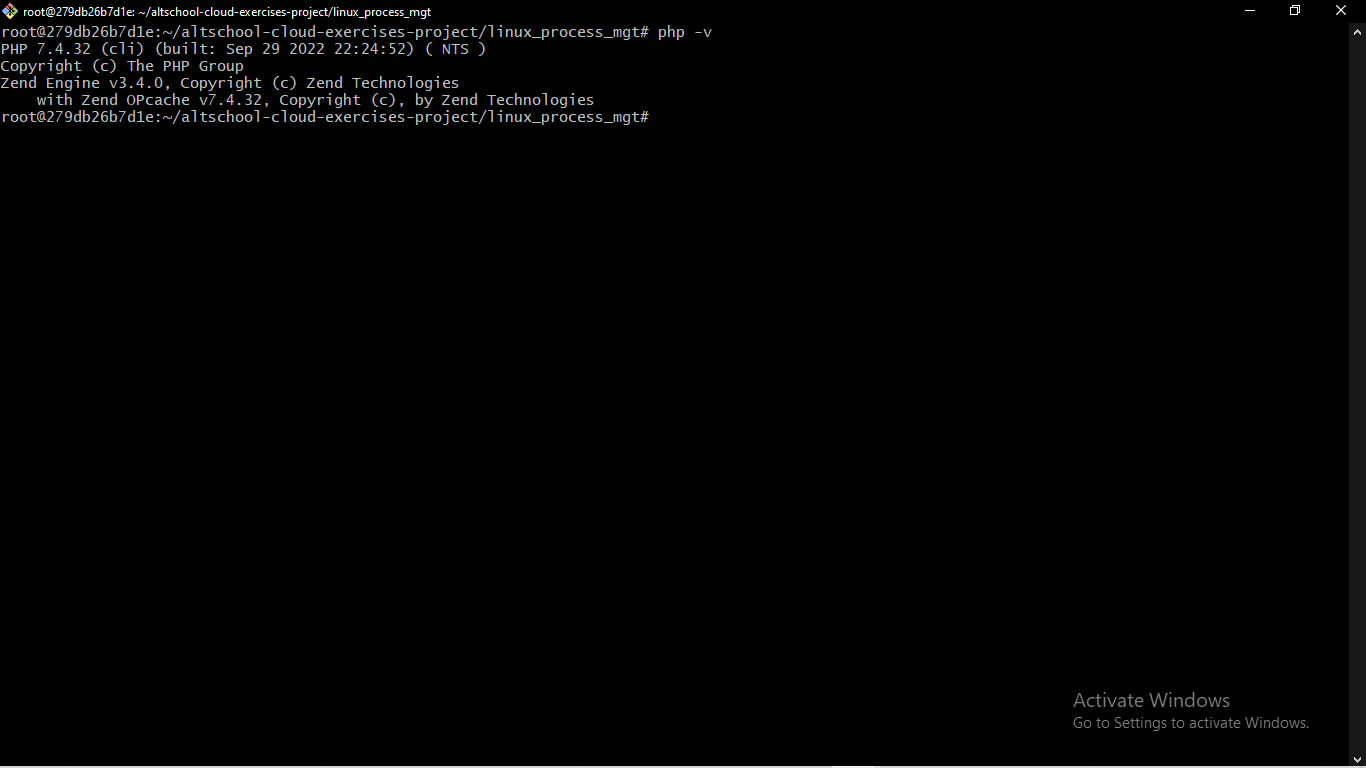 root@279db26b7d1e: ~/altschool-cloud-exercises-project/linux_process_mgt
root@279db26b7d1e:~/altschool-cloud-exercises-project/linux_process_mgt# php -v
PHP 7.4.32 (cli) (built: Sep 29 2022 22:24:52) ( NTS )
Copyright (c) The PHP Group
Zend Engine v3.4.0, Copyright (c) Zend Technologies
    with Zend OPcache v7.4.32, Copyright (c), by Zend Technologies
root@279db26b7d1e:~/altschool-cloud-exercises-project/linux_process_mgt#
Activate Windows
Go to Settings to activate Windows.